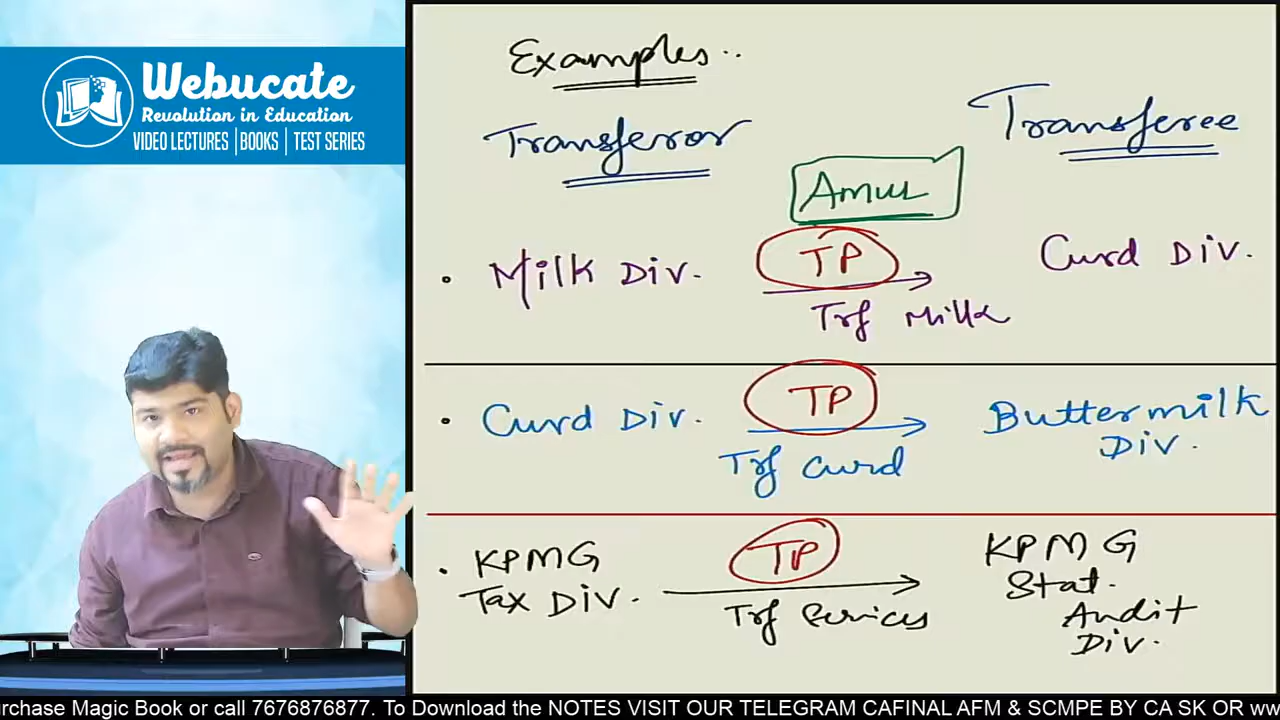 Webucate
Revolution in Education
VIDEO LECTURES | BOOKS | TEST SERIES
Examples..
Transferor
Transferee
Amul
• Milk Div.
TP
Trf Milk
Curd Div.
• Curd Div.
TP
Trf Curd
Buttermilk
Div.
• KPMG
Tax Div.
TP
Trf Services
KPMG
Stat.
Audit
Div.
urchase Magic Book or call 7676876877. To Download the NOTES VISIT OUR TELEGRAM CAFINAL AFM & SCMPE BY CA SK OR ww